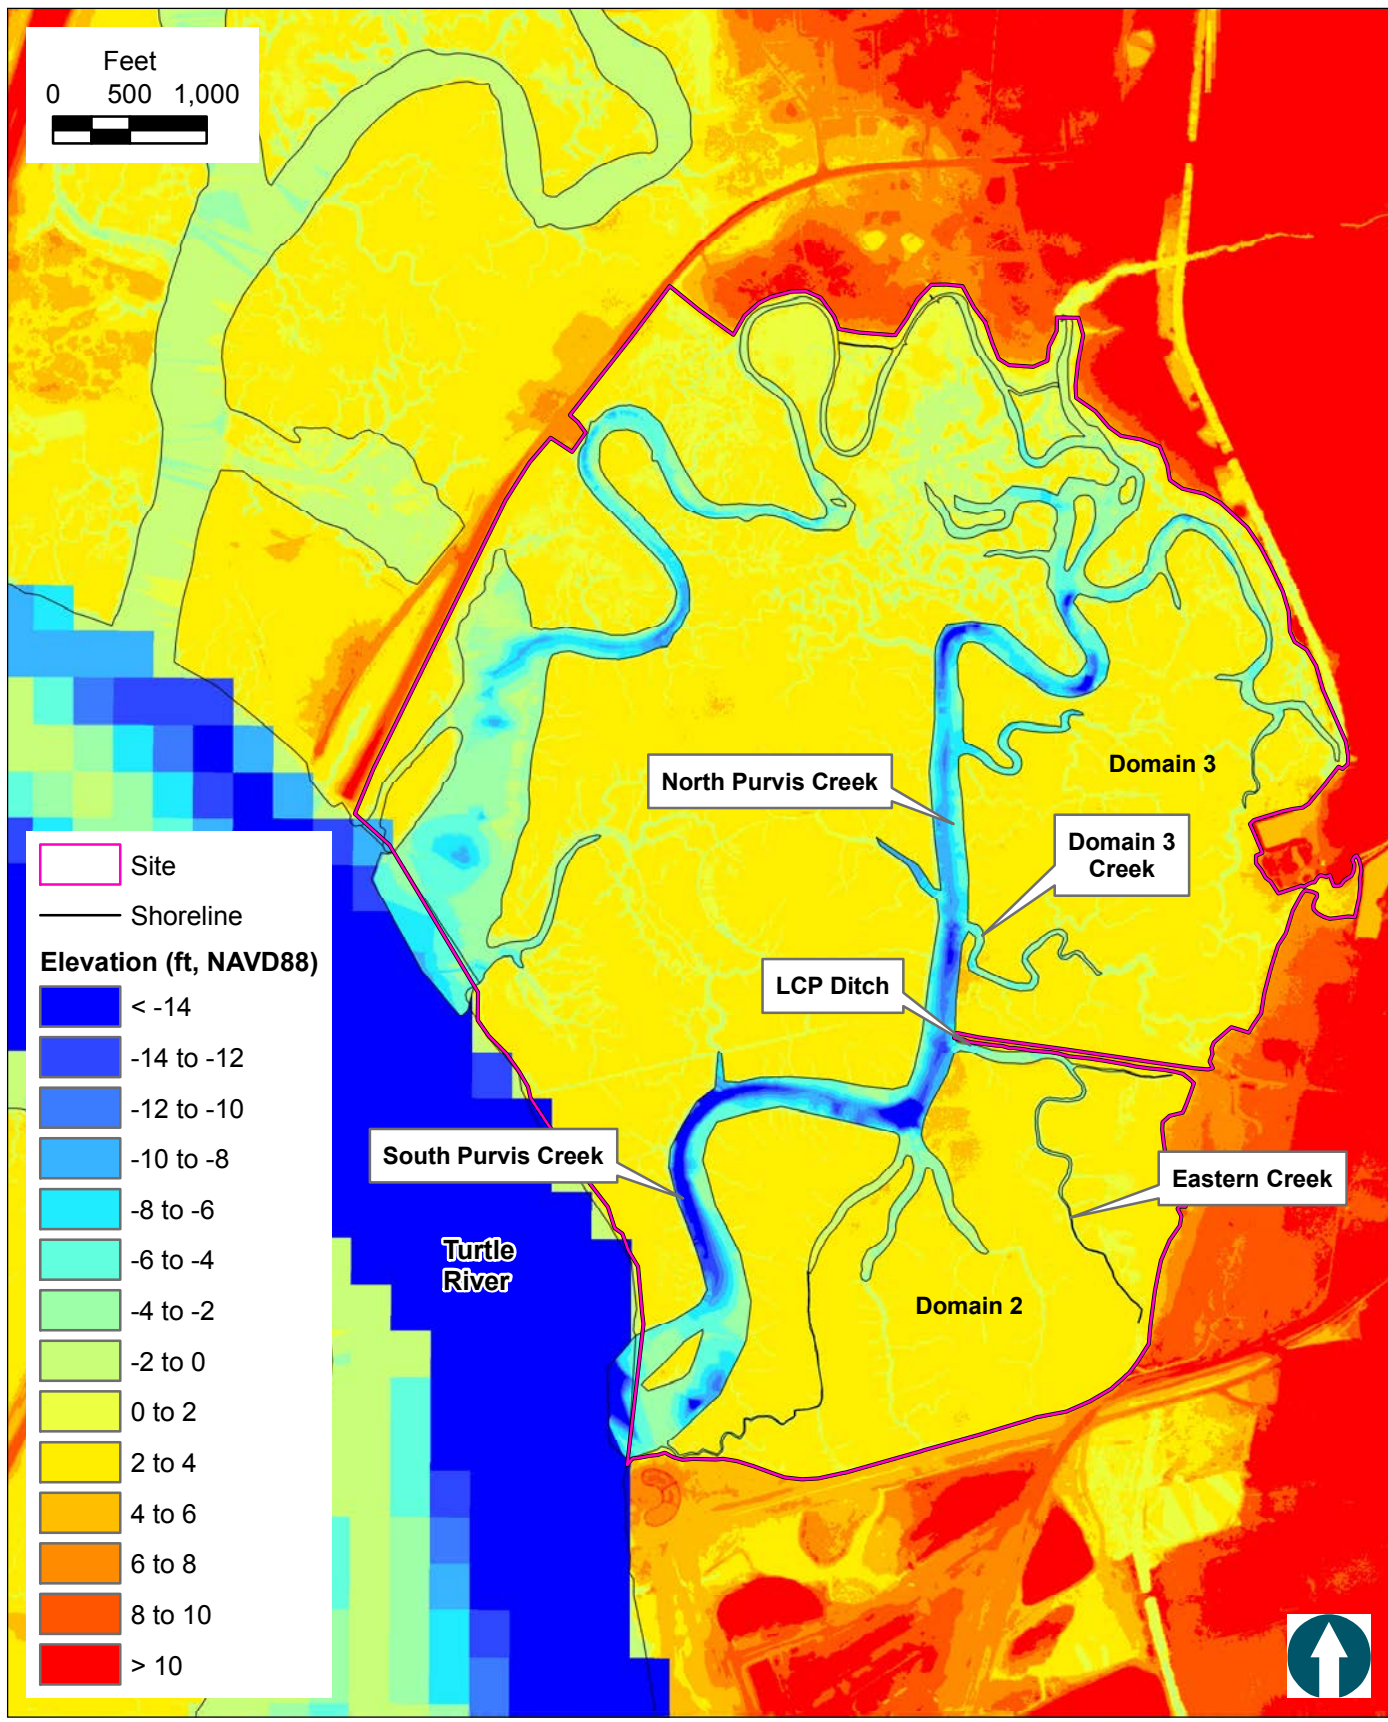 Feet
0 500 1,000
Domain 3
North Purvis Creek
Domain 3
Creek
Site
Shoreline
Elevation (ft, NAVD88)
LCP Ditch
< -14
-14 to -12
-12 to -10
-10 to -8
South Purvis Creek
Eastern Creek
-8 to -6
Turtle
River
-6 to -4
-4 to -2
Domain 2
-2 to 0
0 to 2
2 to 4
4 to 6
6 to 8
8 to 10
> 10